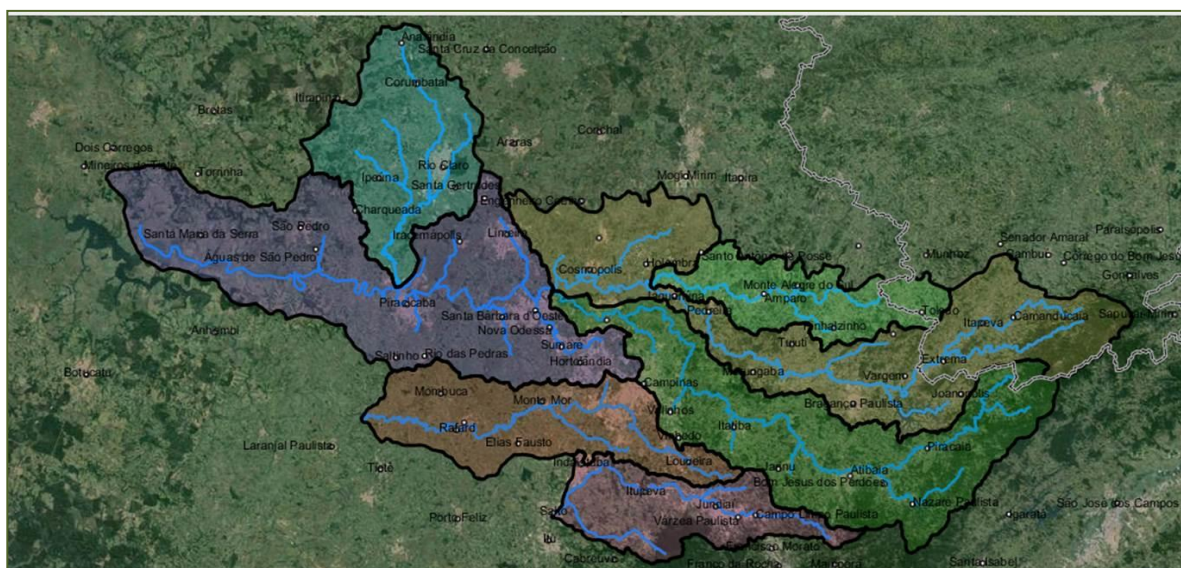 Analândia
Santa Cruz da Conceição
Corumbataí
Itirapina
Brotas
Conchal
Araras
Dois Córregos
Mineiros do Tietê
Torrinha
Rio Claro
Ipeúna
Santa Gertrudes
Mogi Mirim
Itapira
Engenheiro Coelho
Charqueada
São Pedro
Santa Maria da Serra
Iracemápolis
Limeira
Senador Amaral
Paraisópolis
Munhoz
Bambuí
Córrego do Bom Jesus
Gonçalves
Águas de São Pedro
Santo Antônio de Posse
Holambra
Cosmópolis
Monte Alegre do Sul
Amparo
Jaguariúna
Pedreira
Toledo
Piracicaba
Santa Bárbara d'Oeste
Nova Odessa
Itapeva
Camanducaia
Sapucaí-Mirim
Anhembi
Sumaré
Tuiuti
Saltinho
Rio das Pedras
Hortolândia
Extrema
Botucatu
Campinas
Vargem
Joanópolis
Mombuca
Monte Mor
Bragança Paulista
Valinhos
Rafard
Itatiba
Vinhedo
Elias Fausto
Laranjal Paulista
Piracaia
Tietê
Indaiatuba
Louveira
Jarinu
Atibaia
Bom Jesus dos Perdões
Itupeva
Jundiaí
Nazaré Paulista
São José dos Campos
Igaratá
Porto Feliz
Salto
Várzea Paulista
Campo Limpo Paulista
Itu
Cabreúva
Francisco Morato
Franco da Rocha
Mairiporã
Santa Isabel